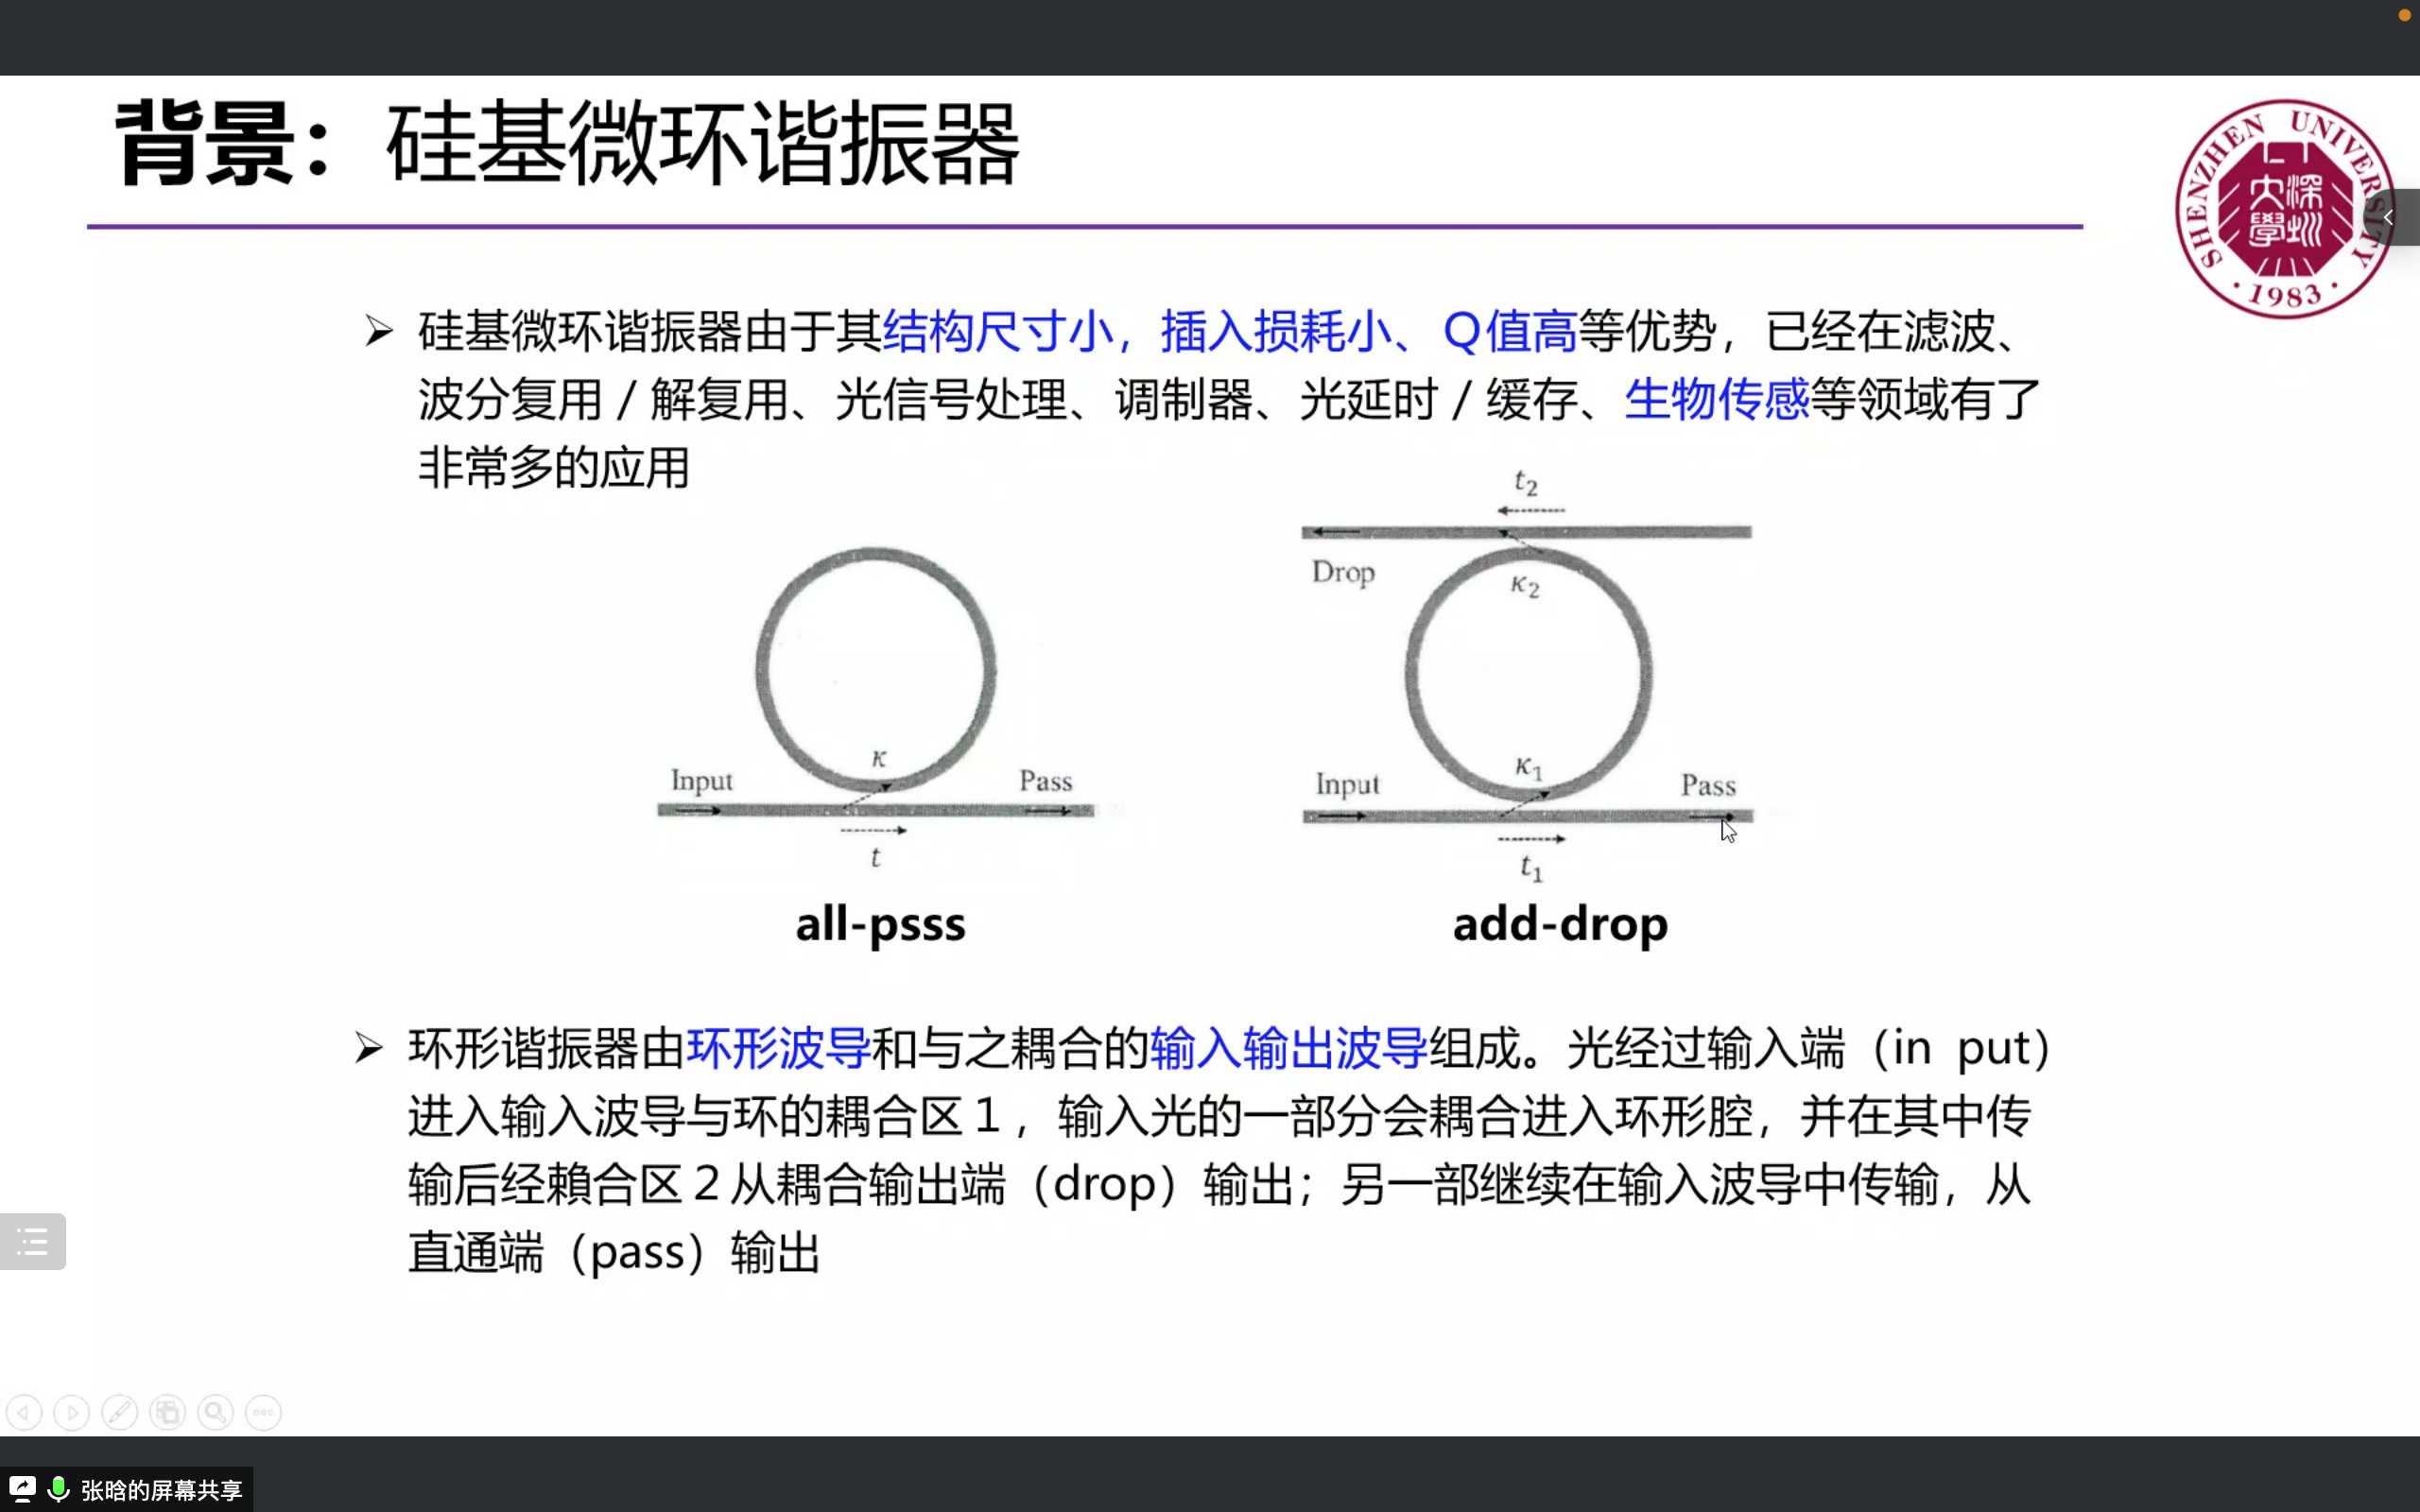 背景：硅基微环谐振器
SHENZHEN UNIVERSITY
深圳大學
·1983·
➢ 硅基微环谐振器由于其结构尺寸小，插入损耗小、Q值高等优势，已经在滤波、
波分复用 / 解复用、光信号处理、调制器、光延时 / 缓存、生物传感等领域有了
非常多的应用
t2
Drop
κ2
κ
κ1
Input
Pass
Input
Pass
t
t1
all-psss
add-drop
➢ 环形谐振器由环形波导和与之耦合的输入输出波导组成。光经过输入端（in put）
进入输入波导与环的耦合区 1 ，输入光的一部分会耦合进入环形腔，并在其中传
输后经賴合区 2 从耦合输出端（drop）输出；另一部继续在输入波导中传输，从
直通端（pass）输出
张晗的屏幕共享